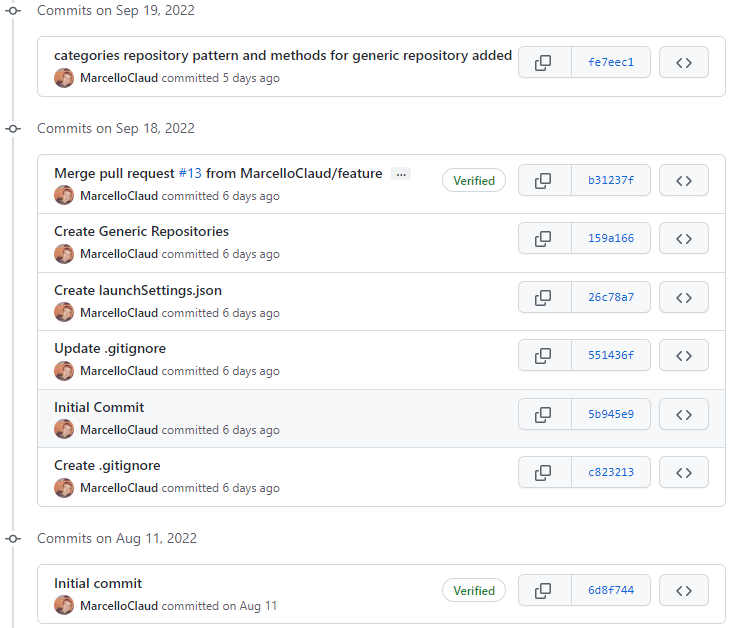 Commits on Sep 19, 2022
categories repository pattern and methods for generic repository added
fe7eec1
MarcelloClaud committed 5 days ago
Commits on Sep 18, 2022
Merge pull request #13 from MarcelloClaud/feature ...
Verified
b31237f
MarcelloClaud committed 6 days ago
Create Generic Repositories
159a166
MarcelloClaud committed 6 days ago
Create launchSettings.json
26c78a7
MarcelloClaud committed 6 days ago
Update .gitignore
551436f
MarcelloClaud committed 6 days ago
Initial Commit
5b945e9
MarcelloClaud committed 6 days ago
Create .gitignore
c823213
MarcelloClaud committed 6 days ago
Commits on Aug 11, 2022
Initial commit
Verified
6d8f744
MarcelloClaud committed on Aug 11